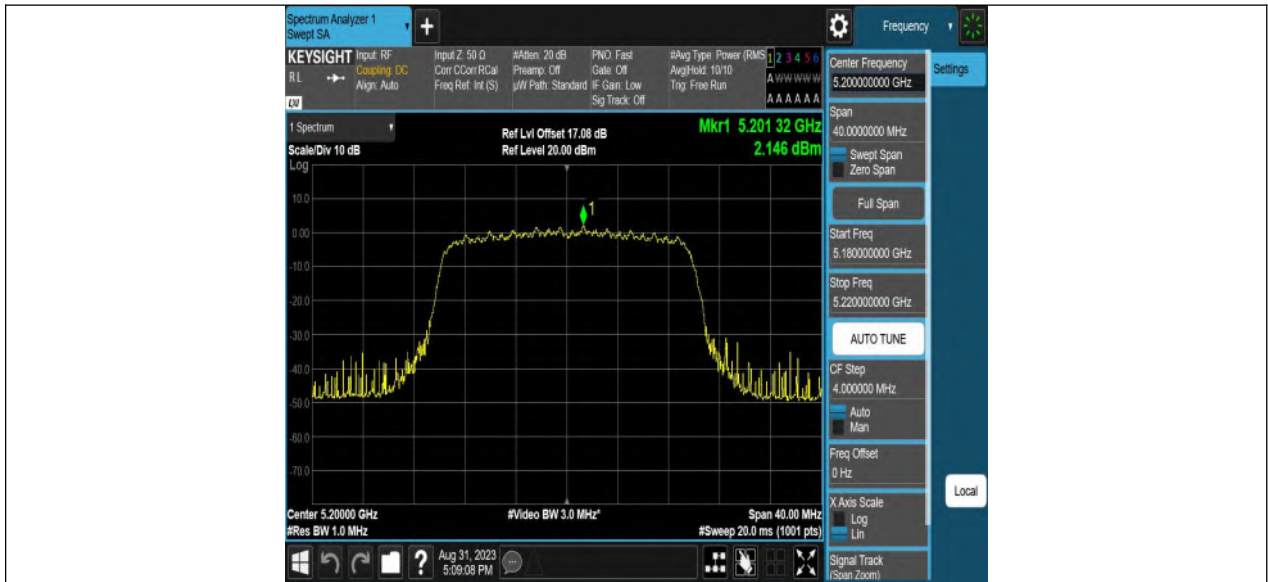 Spectrum Analyzer 1
Swept SA
+
Frequency
KEYSIGHT
RL
LXI
Input: RF
Coupling: DC
Align: Auto
Input Z: 50 Ω
Corr CCorr RCal
Freq Ref: Int (S)
#Atten: 20 dB
Preamp: Off
µW Path: Standard
PNO: Fast
Gate: Off
IF Gain: Low
Sig Track: Off
#Avg Type: Power (RMS
Avg|Hold: 10/10
Trig: Free Run
1 2 3 4 5 6
A W W W W W
A A A A A A
1 Spectrum
Scale/Div 10 dB
Ref Lvl Offset 17.08 dB
Ref Level 20.00 dBm
Mkr1 5.201 32 GHz
2.146 dBm
Log
10.0
0.00
-10.0
-20.0
-30.0
-40.0
-50.0
-60.0
-70.0
1
Center 5.20000 GHz
#Res BW 1.0 MHz
#Video BW 3.0 MHz*
Span 40.00 MHz
#Sweep 20.0 ms (1001 pts)
?
Aug 31, 2023
5:09:08 PM
Center Frequency
5.200000000 GHz
Span
40.0000000 MHz
Swept Span
Zero Span
Full Span
Start Freq
5.180000000 GHz
Stop Freq
5.220000000 GHz
AUTO TUNE
CF Step
4.000000 MHz
Auto
Man
Freq Offset
0 Hz
X Axis Scale
Log
Lin
Signal Track
(Span Zoom)
Settings
Local